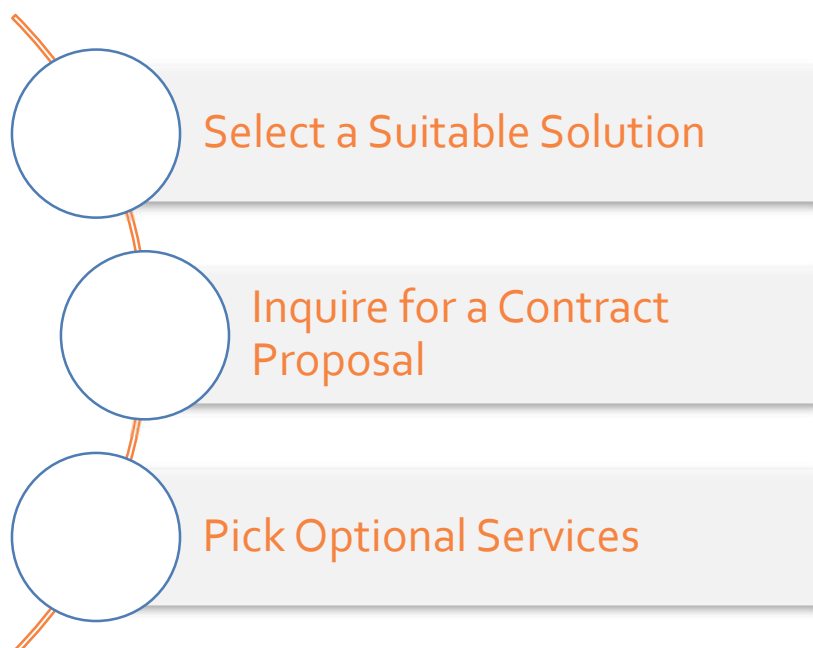 Select a Suitable Solution
Inquire for a Contract
Proposal
Pick Optional Services